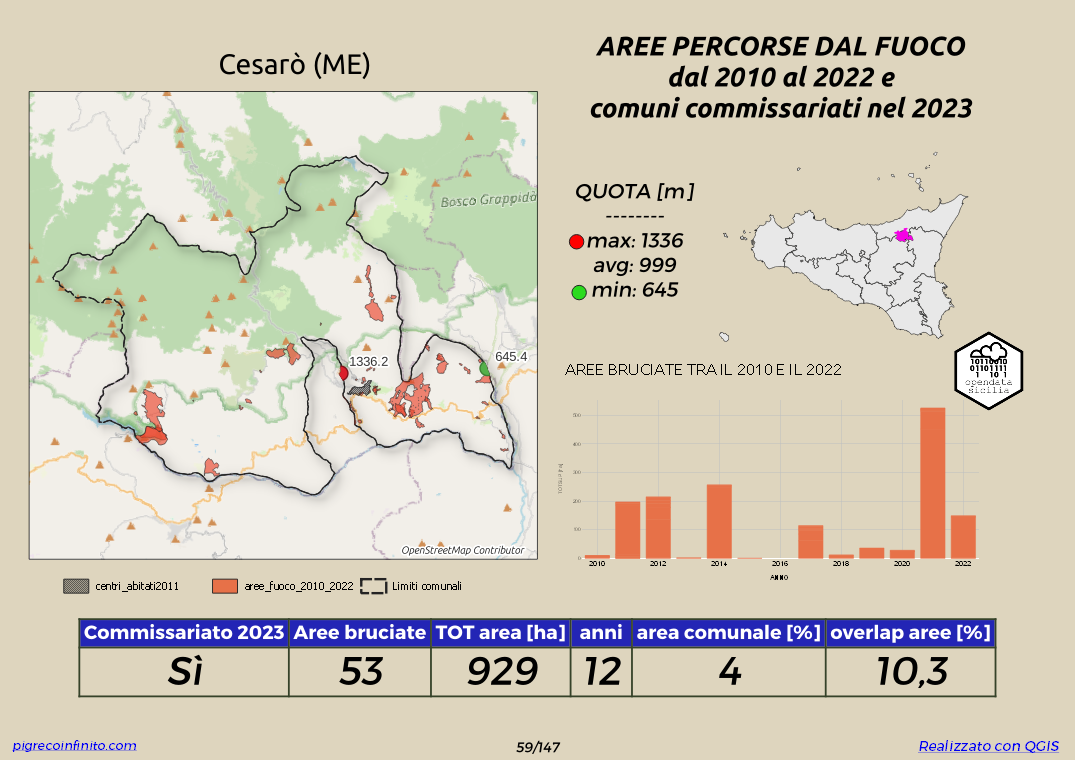 Cesarò (ME)
AREE PERCORSE DAL FUOCO
dal 2010 al 2022 e
comuni commissariati nel 2023
Bosco Grappidà
1336.2
645.4
OpenStreetMap Contributor
QUOTA [m]
--------
max: 1336
avg: 999
min: 645
10110010
01101111
1 10 1
opendata
sicilia
AREE BRUCIATE TRA IL 2010 E IL 2022
500
400
300
200
100
0
2010 2012 2014 2016 2018 2020 2022
ANNO
centri_abitati2011 aree_fuoco_2010_2022 Limiti comunali
Commissariato 2023 Aree bruciate TOT area [ha] anni area comunale [%] overlap aree [%]
Sì 53 929 12 4 10,3
pigrecoinfinito.com 59/147 Realizzato con QGIS